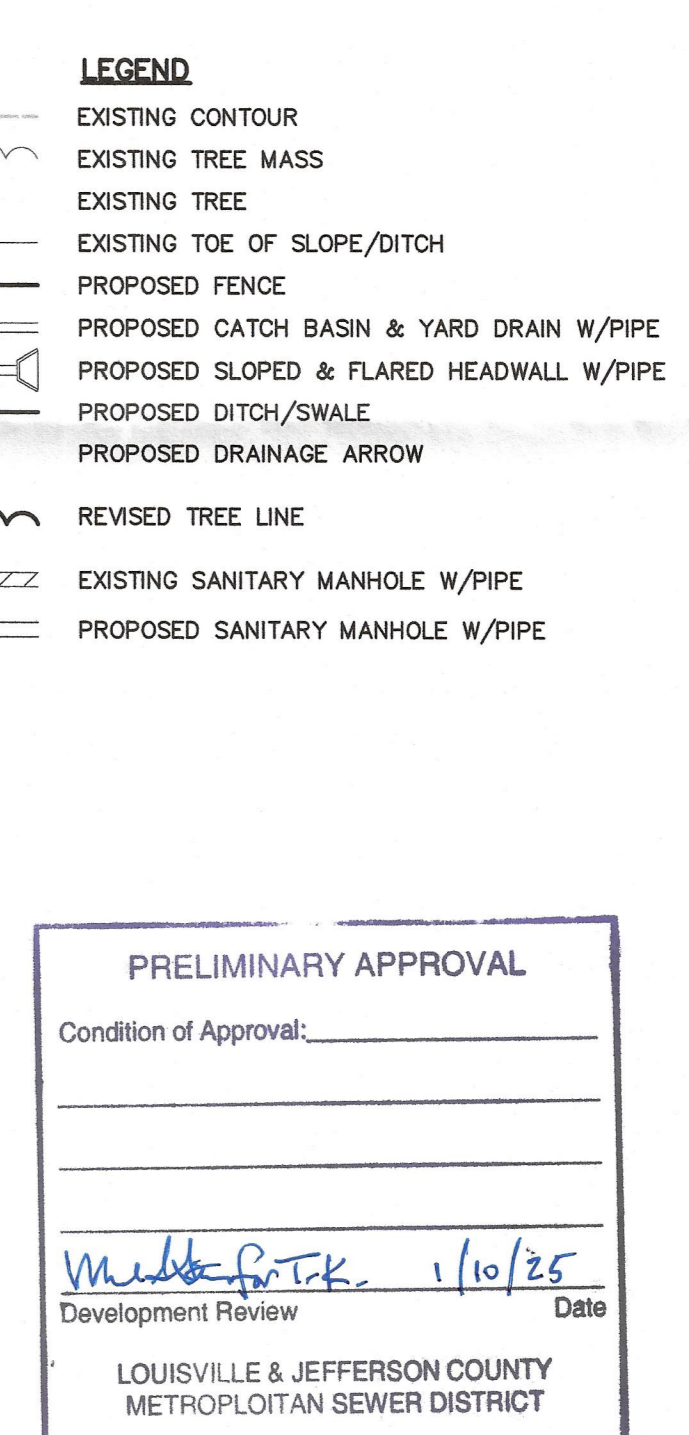 LEGEND
EXISTING CONTOUR
EXISTING TREE MASS
EXISTING TREE
EXISTING TOE OF SLOPE/DITCH
PROPOSED FENCE
PROPOSED CATCH BASIN & YARD DRAIN W/PIPE
PROPOSED SLOPED & FLARED HEADWALL W/PIPE
PROPOSED DITCH/SWALE
PROPOSED DRAINAGE ARROW
REVISED TREE LINE
EXISTING SANITARY MANHOLE W/PIPE
PROPOSED SANITARY MANHOLE W/PIPE
PRELIMINARY APPROVAL
Condition of Approval:
for T.K. 1/10/25
Development Review Date
LOUISVILLE & JEFFERSON COUNTY
METROPLOITAN SEWER DISTRICT